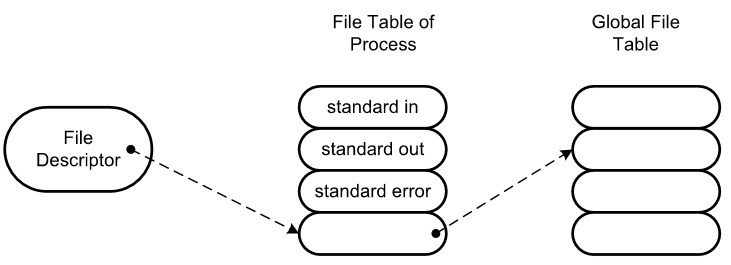 File Table of
Process
Global File
Table
File
Descriptor
standard in
standard out
standard error